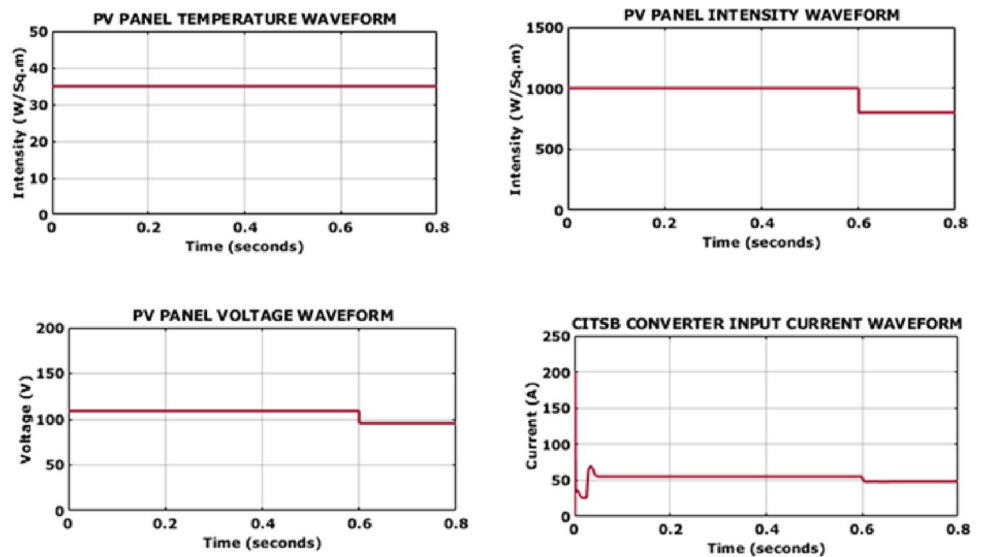 PV PANEL TEMPERATURE WAVEFORM
50
40
30
20
10
0
Intensity (W/Sq.m)
0 0.2 0.4 0.6 0.8
Time (seconds)
PV PANEL INTENSITY WAVEFORM
1500
1000
500
0
Intensity (W/Sq.m)
0 0.2 0.4 0.6 0.8
Time (seconds)
PV PANEL VOLTAGE WAVEFORM
200
150
100
50
0
Voltage (V)
0 0.2 0.4 0.6 0.8
Time (seconds)
CITSB CONVERTER INPUT CURRENT WAVEFORM
250
200
150
100
50
0
Current (A)
0 0.2 0.4 0.6 0.8
Time (seconds)